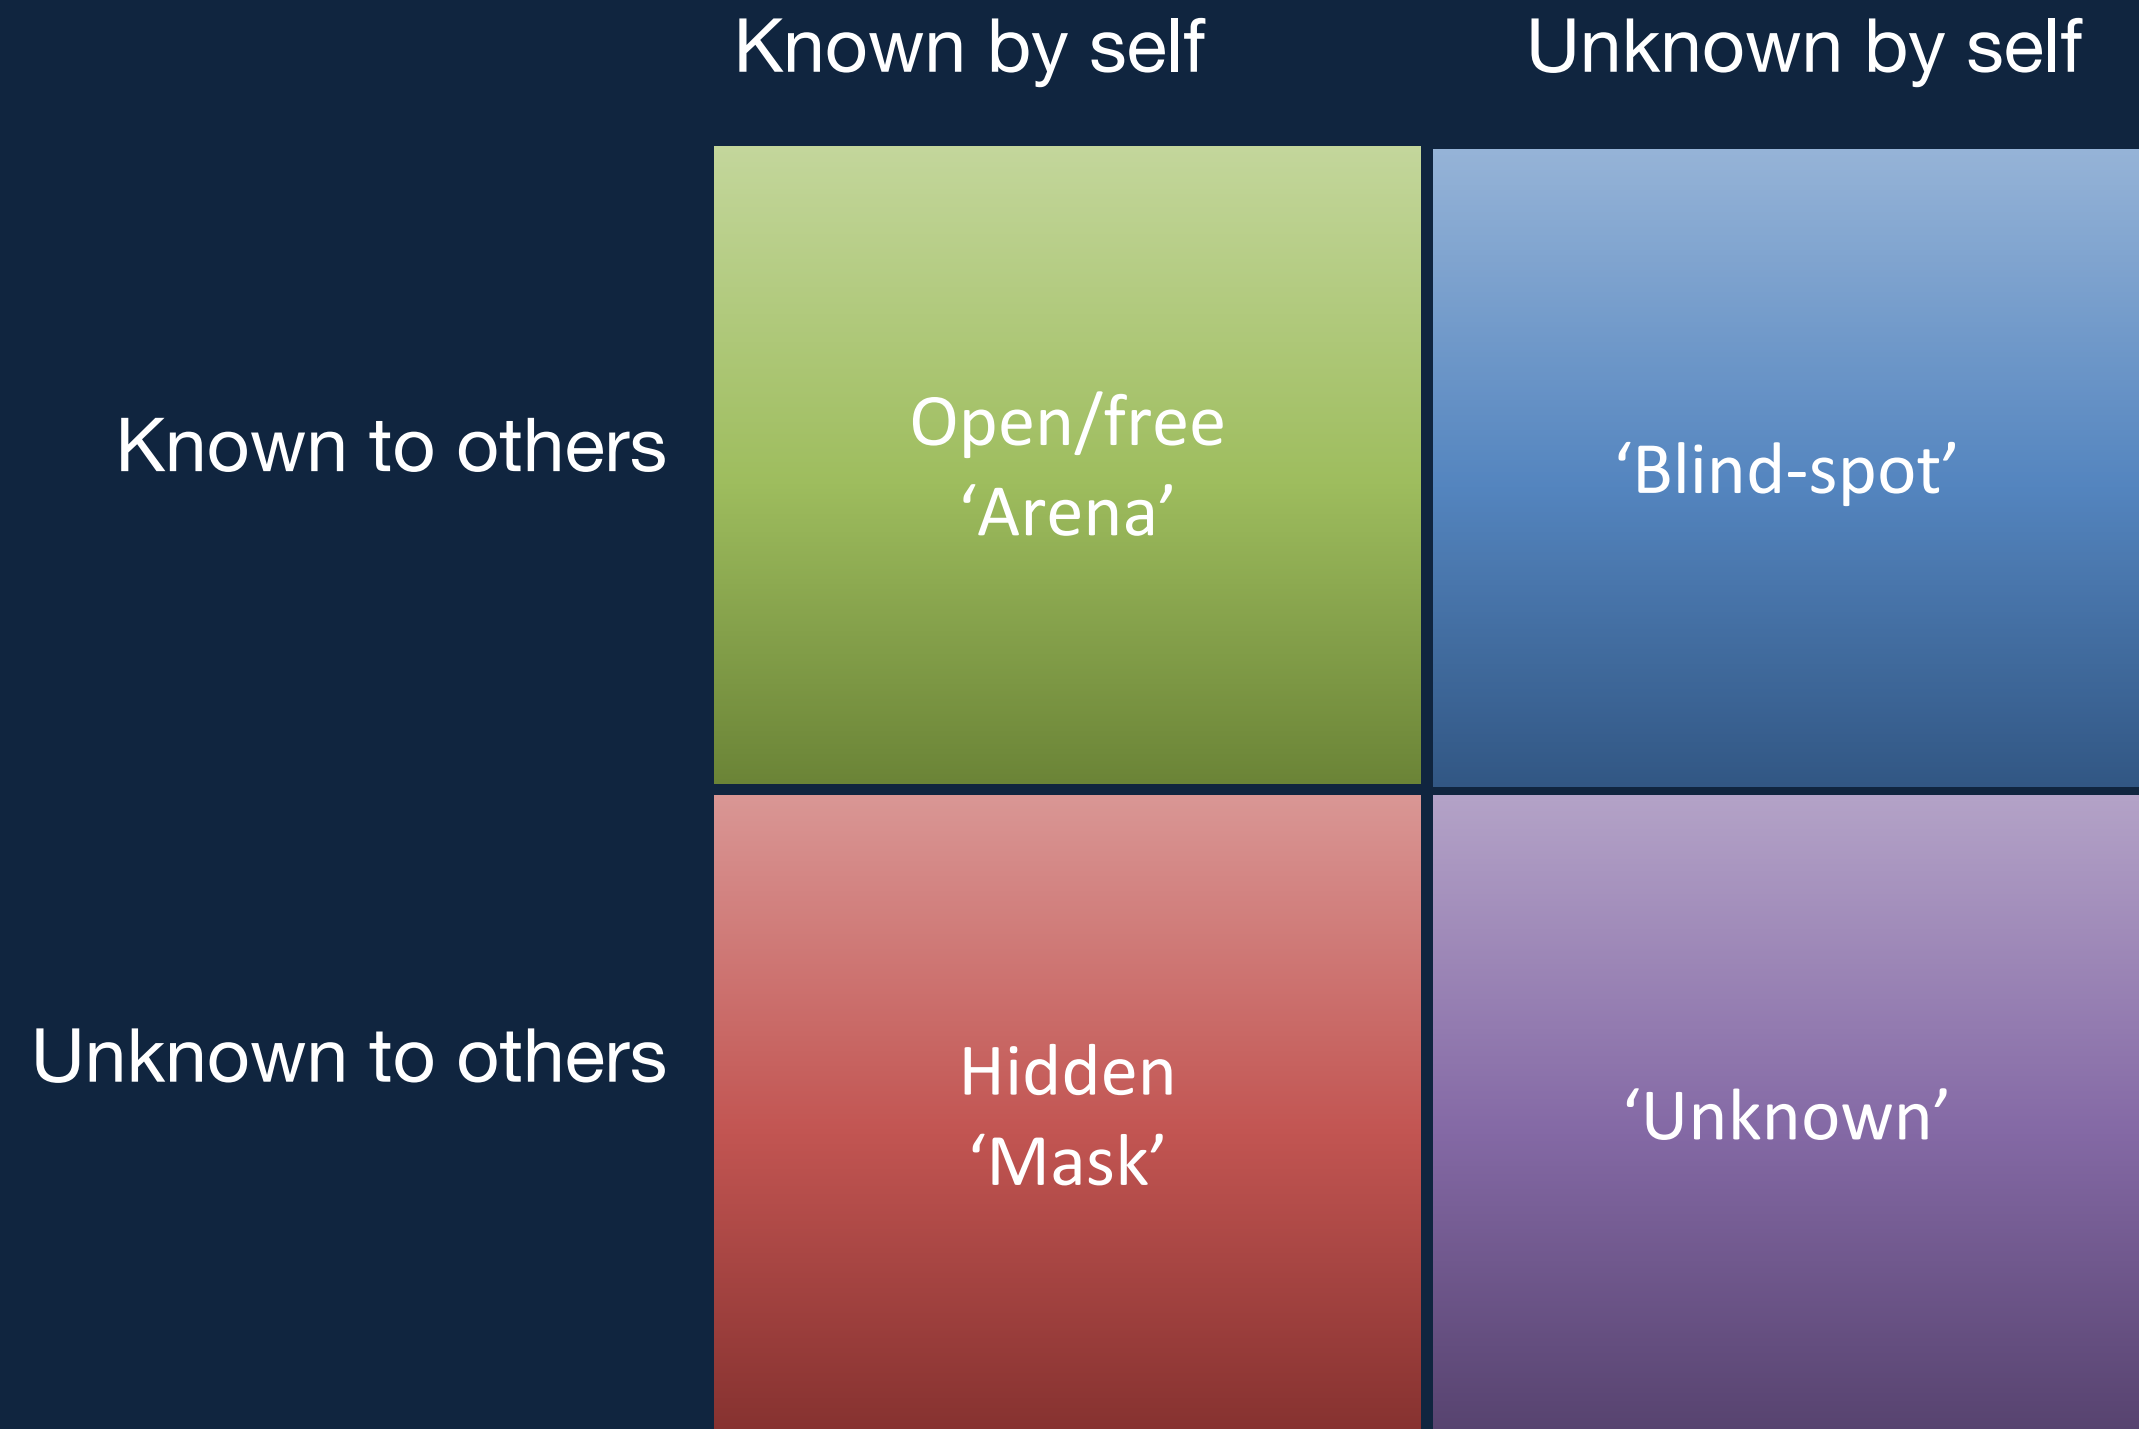 Known by self
Unknown by self
Known to others
Open/free
‘Arena’
‘Blind-spot’
Unknown to others
Hidden
‘Mask’
‘Unknown’